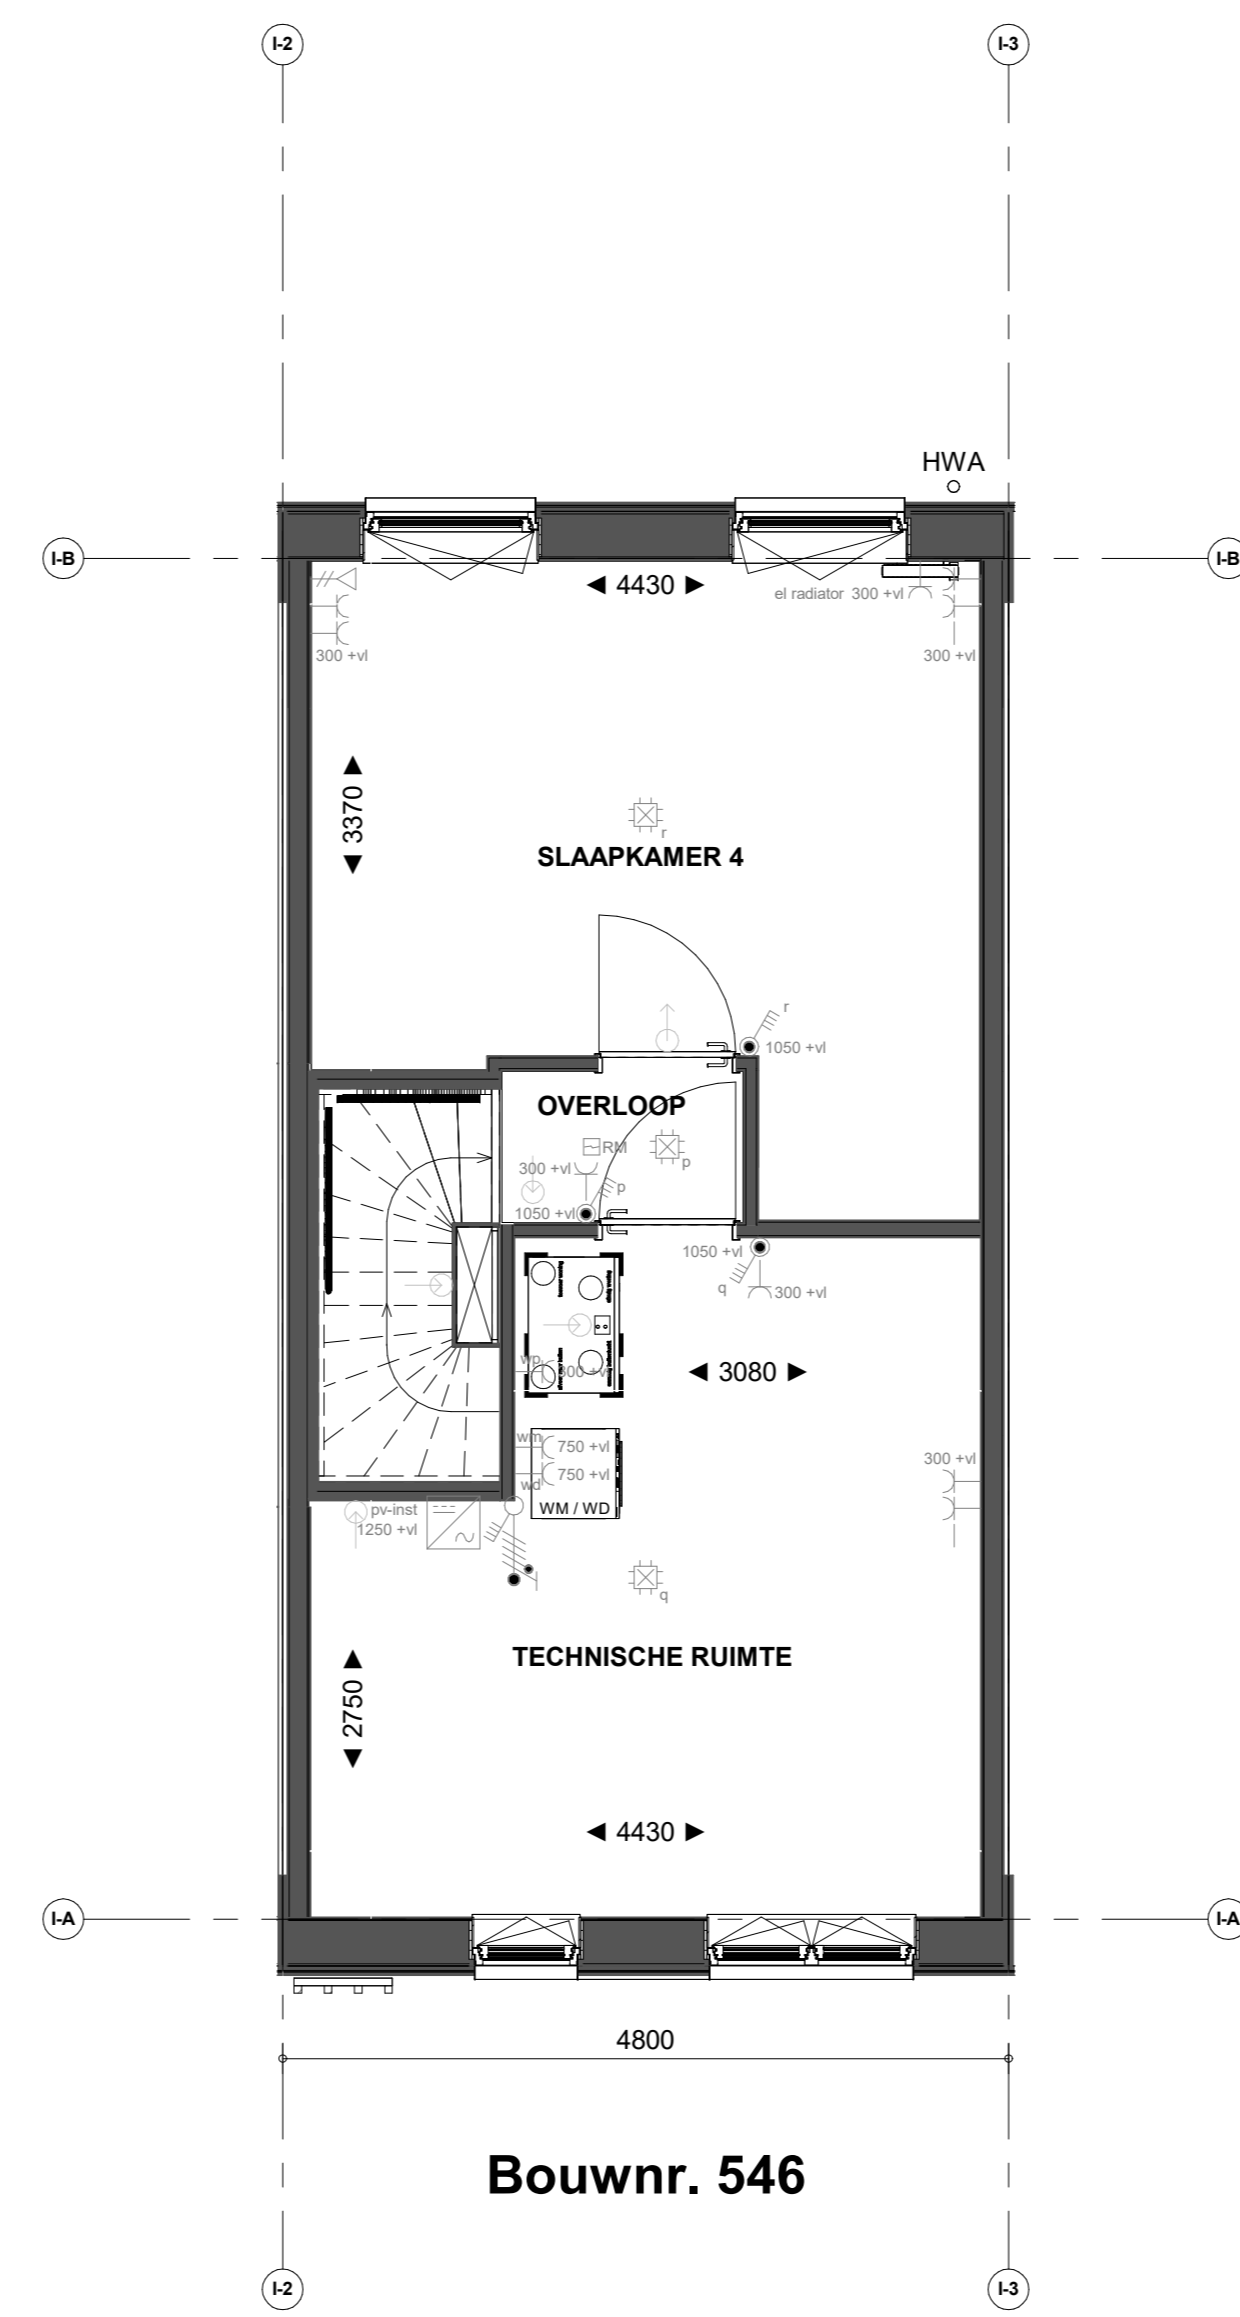 I-2 I-3
HWA
I-B I-B
◄ 4430 ►
el radiator 300 +vl
300 +vl 300 +vl
◄ 3370 ►
r
SLAAPKAMER 4
r
1050 +vl
OVERLOOP
RM
p
300 +vl
p
1050 +vl
1050 +vl
q
300 +vl
wp
300 +vl
◄ 3080 ►
wm
750 +vl
300 +vl
750 +vl
wd
WM / WD
pv-inst
1250 +vl
q
TECHNISCHE RUIMTE
◄ 2750 ►
◄ 4430 ►
I-A I-A
4800
Bouwnr. 546
I-2 I-3